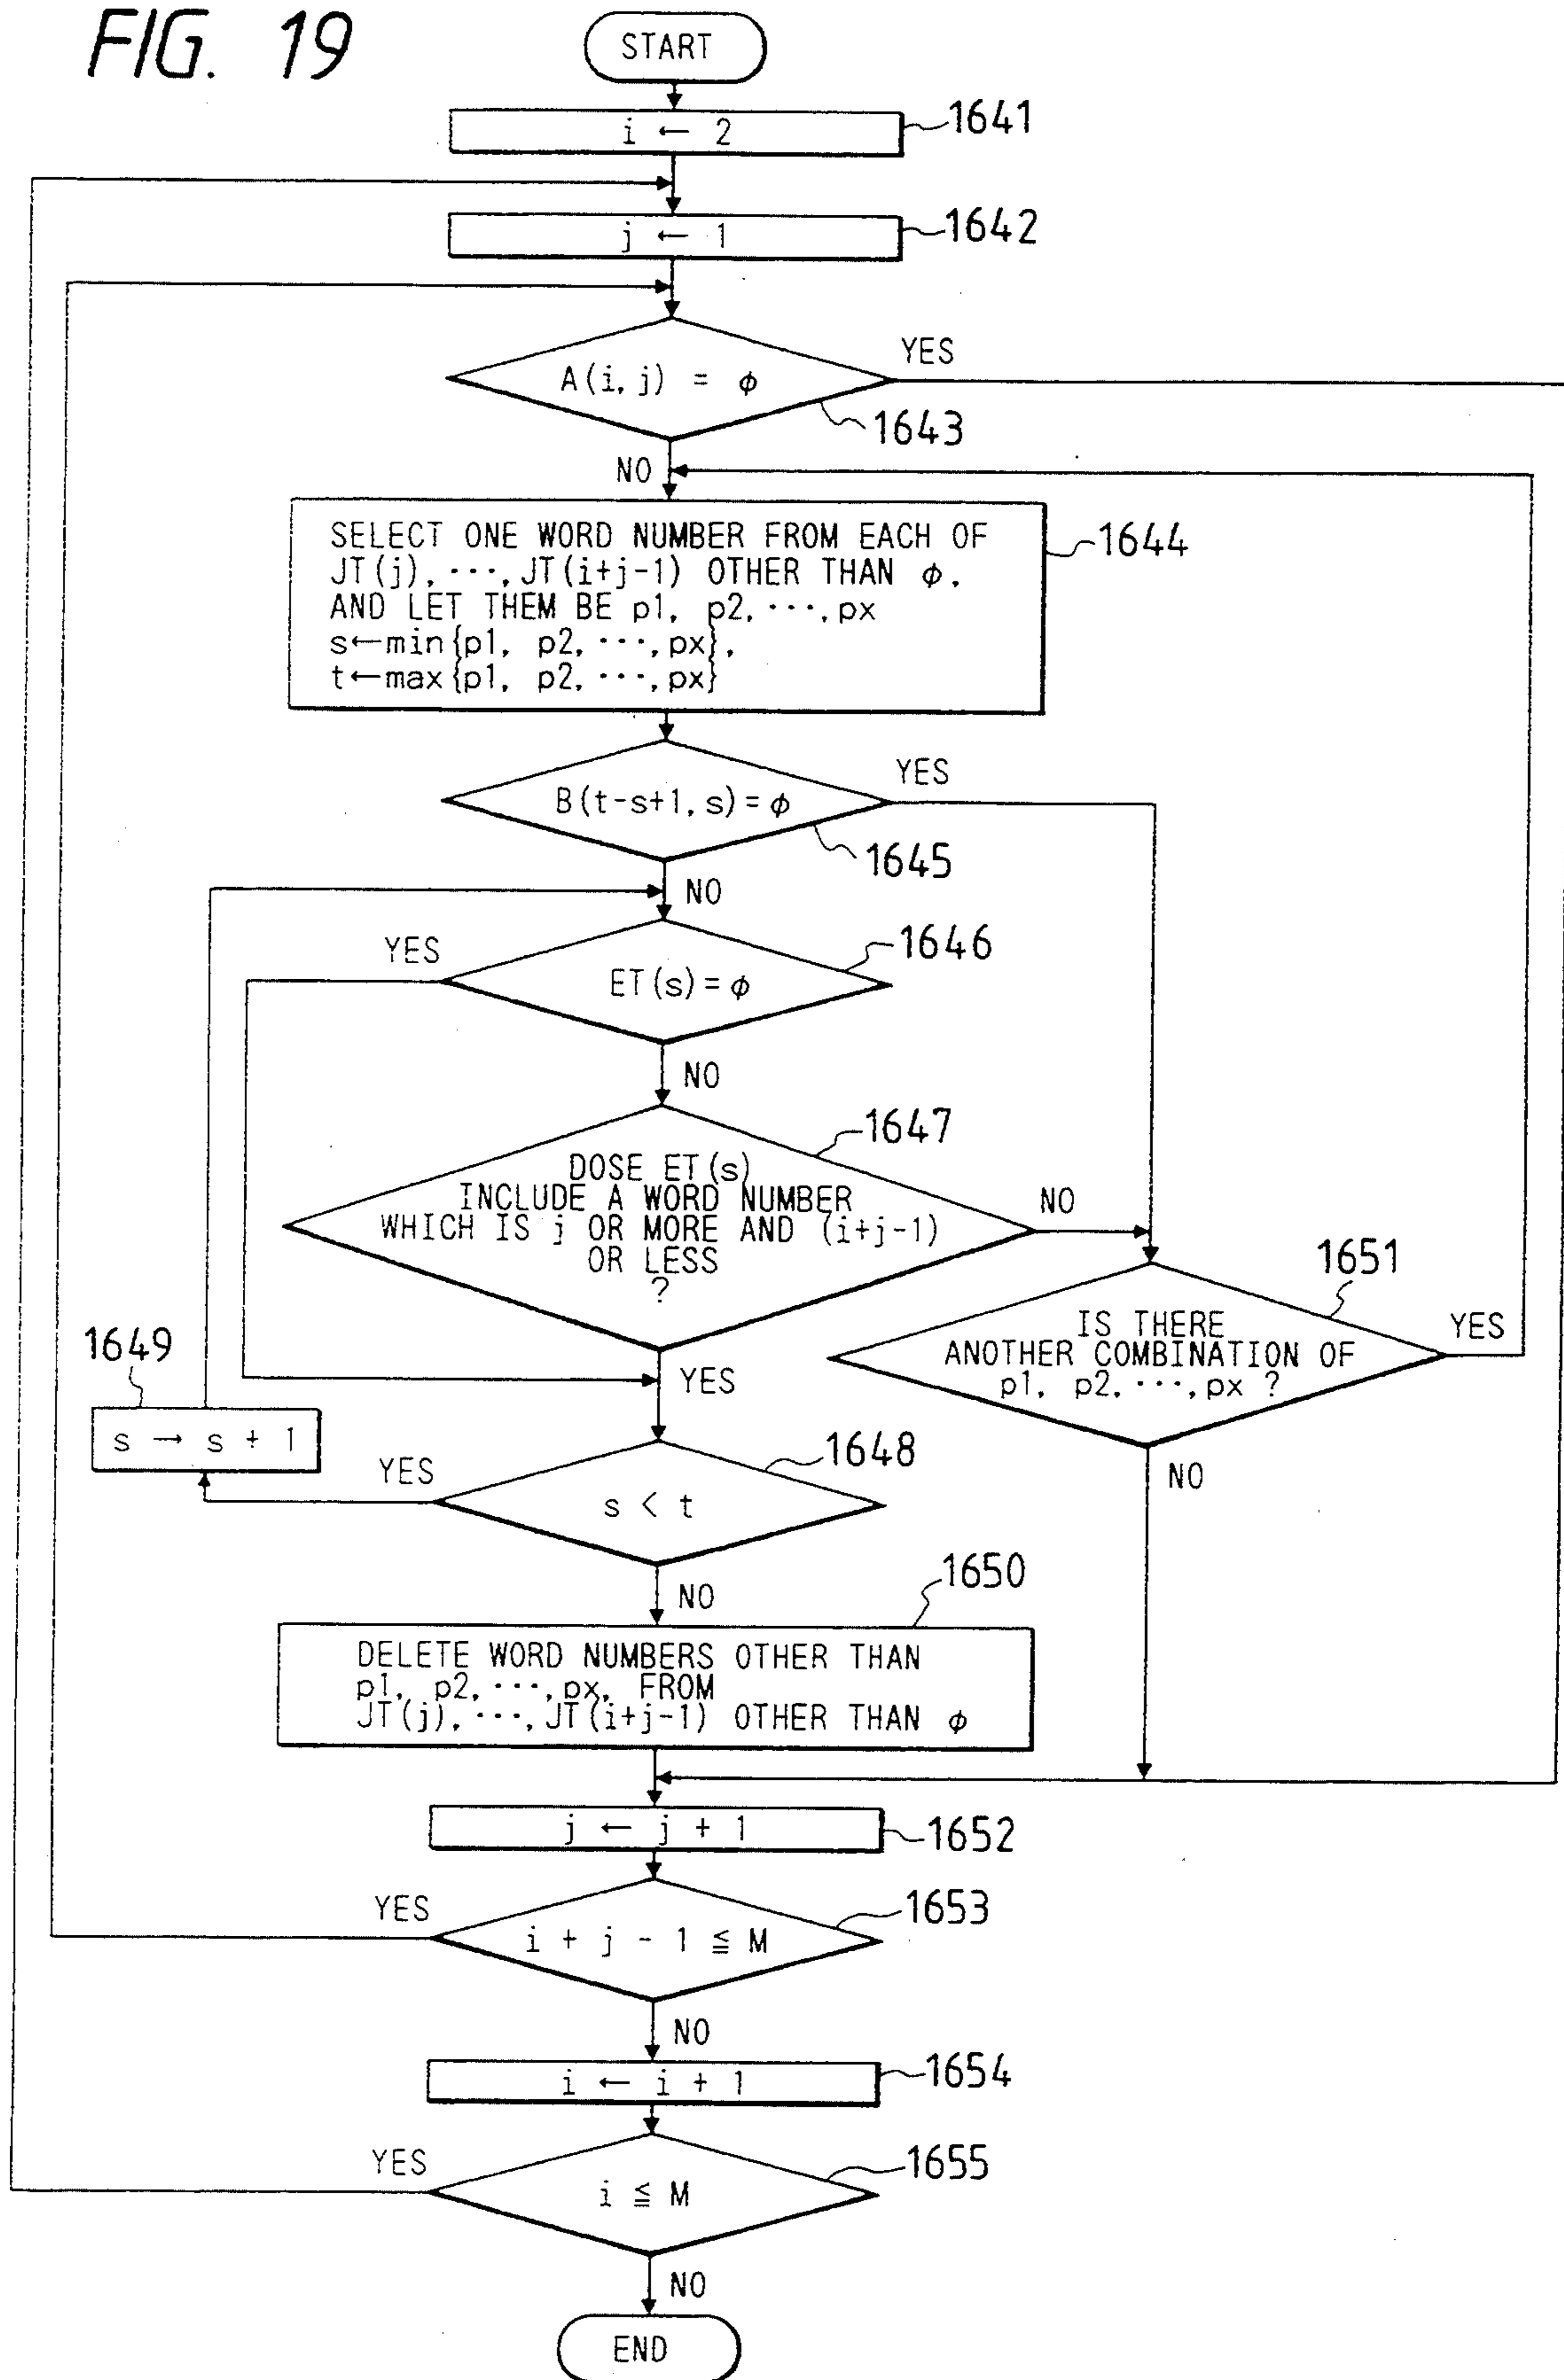 FIG. 19
START
i ← 2
1641
j ← 1
1642
A(i, j) = φ
YES
1643
NO
SELECT ONE WORD NUMBER FROM EACH OF
JT(j), ···, JT(i+j-1) OTHER THAN φ,
AND LET THEM BE p1, p2, ···, px
s←min{p1, p2, ···, px},
t←max{p1, p2, ···, px}
1644
B(t-s+1, s) = φ
YES
1645
NO
YES
ET(s) = φ
1646
NO
DOSE ET(s)
INCLUDE A WORD NUMBER
WHICH IS j OR MORE AND (i+j-1)
OR LESS
?
1647
NO
YES
IS THERE
ANOTHER COMBINATION OF
p1, p2, ···, px ?
1651
YES
NO
1649
s → s + 1
YES
s < t
1648
NO
DELETE WORD NUMBERS OTHER THAN
p1, p2, ···, px, FROM
JT(j), ···, JT(i+j-1) OTHER THAN φ
1650
j ← j + 1
1652
YES
i + j - 1 ≦ M
1653
NO
i ← i + 1
1654
YES
i ≦ M
1655
NO
END